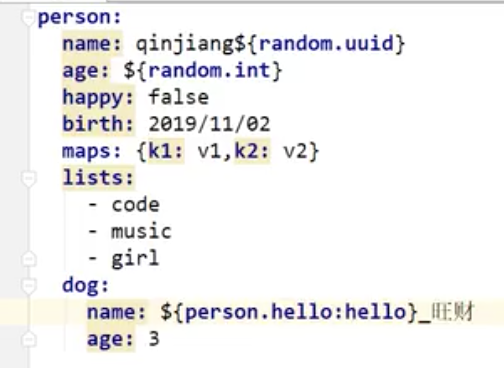 person:
  name: qinjiang${random.uuid}
  age: ${random.int}
  happy: false
  birth: 2019/11/02
  maps: {k1: v1,k2: v2}
  lists:
    - code
    - music
    - girl
  dog:
    name: ${person.hello:hello}_旺财
    age: 3